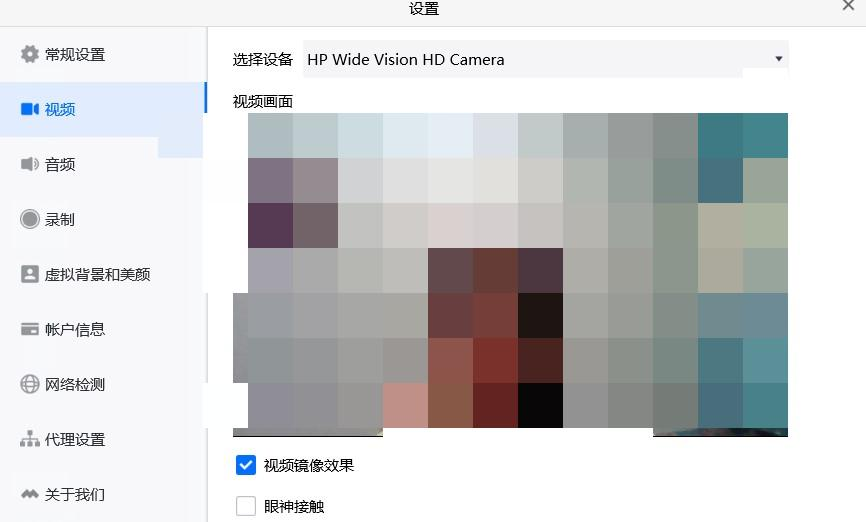 设置
常规设置
视频
音频
录制
虚拟背景和美颜
帐户信息
网络检测
代理设置
关于我们
选择设备
HP Wide Vision HD Camera
视频画面
视频镜像效果
眼神接触